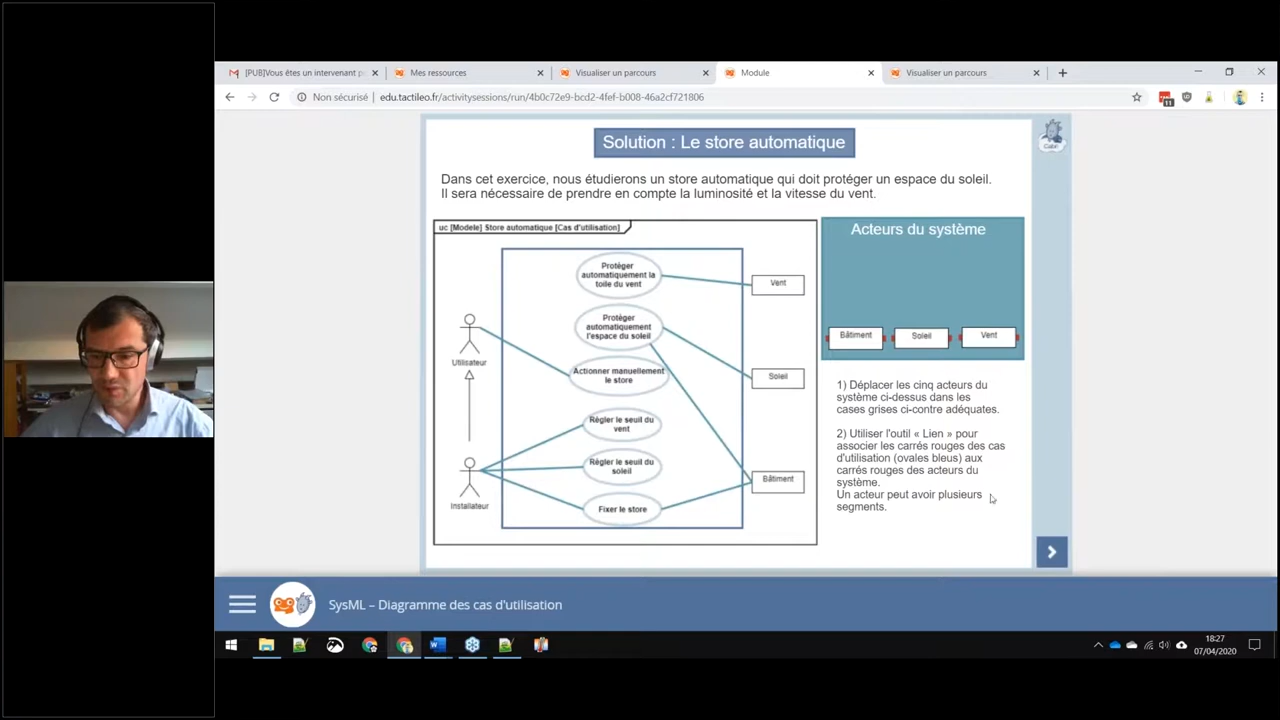 [PUB]Vous êtes un intervenant p
Mes ressources
Visualiser un parcours
Module
Visualiser un parcours
Non sécurisé
edu.tactileo.fr/activitysessions/run/4b0c72e9-bcd2-4fef-b008-46a2cf721806
11
Solution : Le store automatique
Dans cet exercice, nous étudierons un store automatique qui doit protéger un espace du soleil.
Il sera nécessaire de prendre en compte la luminosité et la vitesse du vent.
uc [Modele] Store automatique [Cas d'utilisation]
Protéger
automatiquement la
toile du vent
Vent
Protéger
automatiquement
l'espace du soleil
Utilisateur
Actionner manuellement
le store
Soleil
Régler le seuil du
vent
Régler le seuil du
soleil
Bâtiment
Installateur
Fixer le store
Acteurs du système
Bâtiment
Soleil
Vent
1) Déplacer les cinq acteurs du
système ci-dessus dans les
cases grises ci-contre adéquates.
2) Utiliser l'outil « Lien » pour
associer les carrés rouges des cas
d'utilisation (ovales bleus) aux
carrés rouges des acteurs du
système.
Un acteur peut avoir plusieurs
segments.
SysML – Diagramme des cas d'utilisation
18:27
07/04/2020